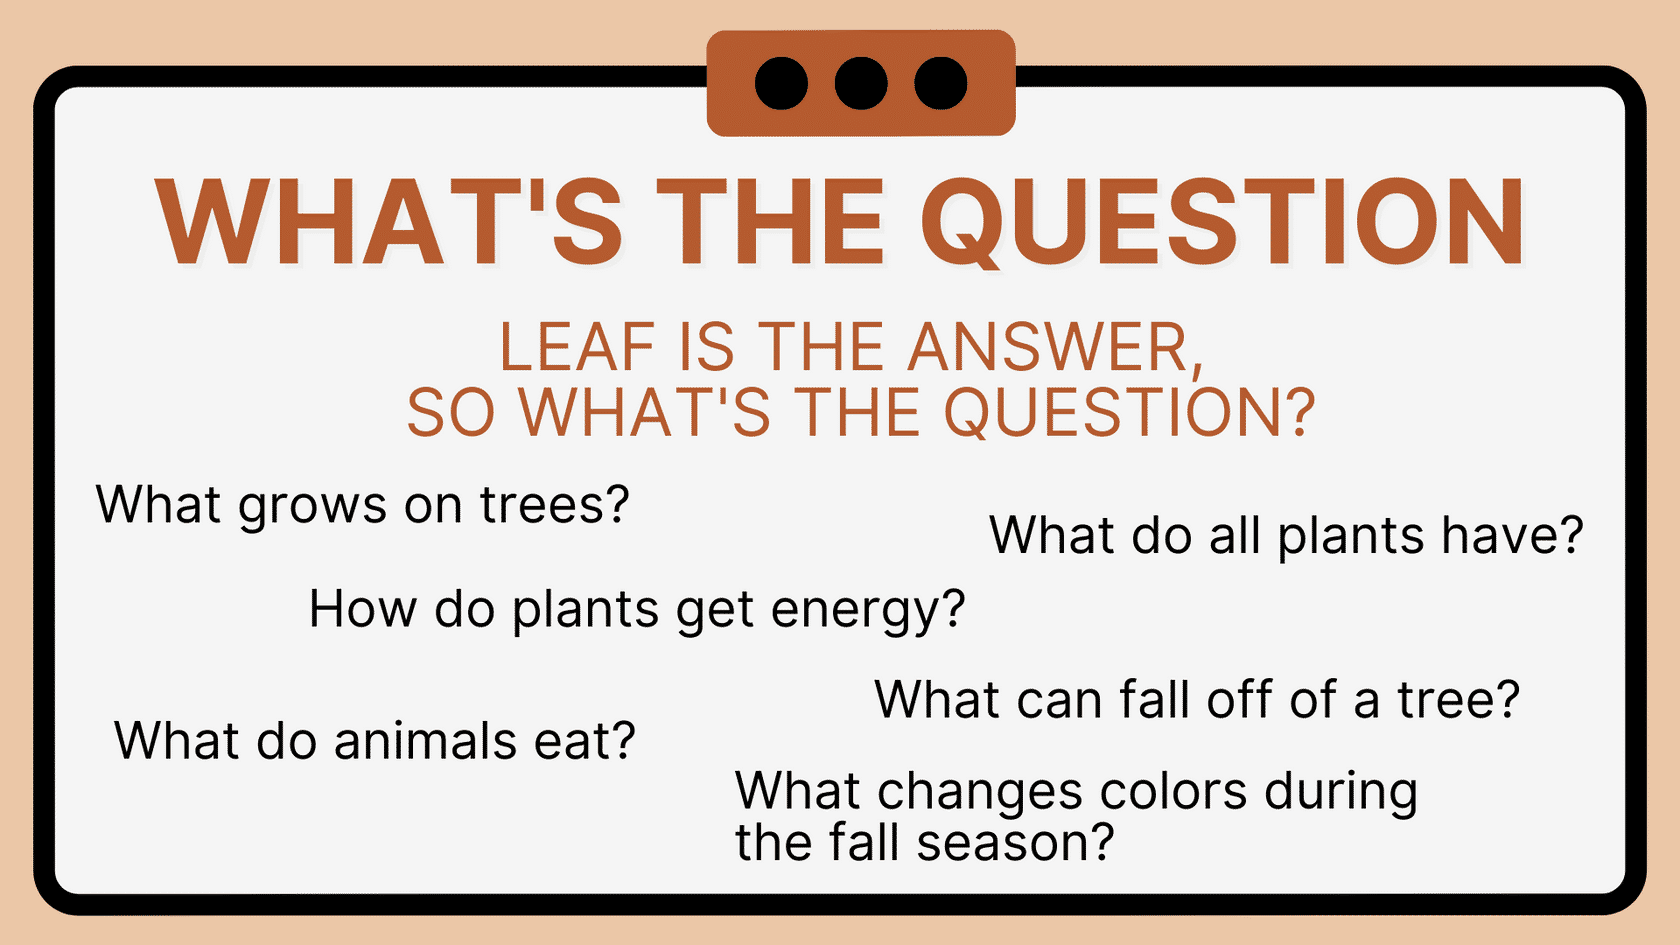 WHAT'S THE QUESTION
LEAF IS THE ANSWER,
SO WHAT'S THE QUESTION?
What grows on trees?
What do all plants have?
How do plants get energy?
What can fall off of a tree?
What do animals eat?
What changes colors during
the fall season?